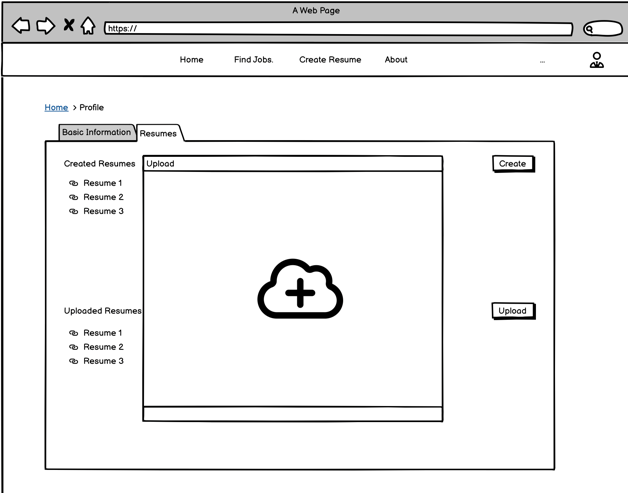 A Web Page
https://
Home Find Jobs. Create Resume About ...
Home > Profile
Basic Information Resumes
Created Resumes Upload Create
Resume 1
Resume 2
Resume 3
Uploaded Resumes Upload
Resume 1
Resume 2
Resume 3